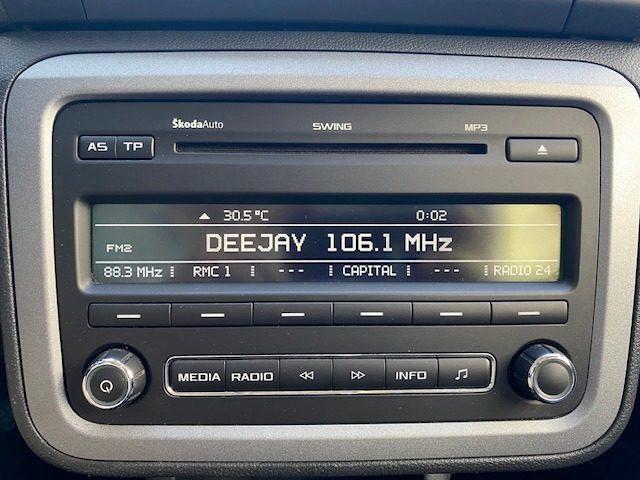 ŠkodaAuto SWING MP3
AS TP
30.5 °C 0:02
FM2 DEEJAY 106.1 MHz
88.3 MHz RMC 1 --- CAPITAL --- RADIO 24
MEDIA RADIO INFO